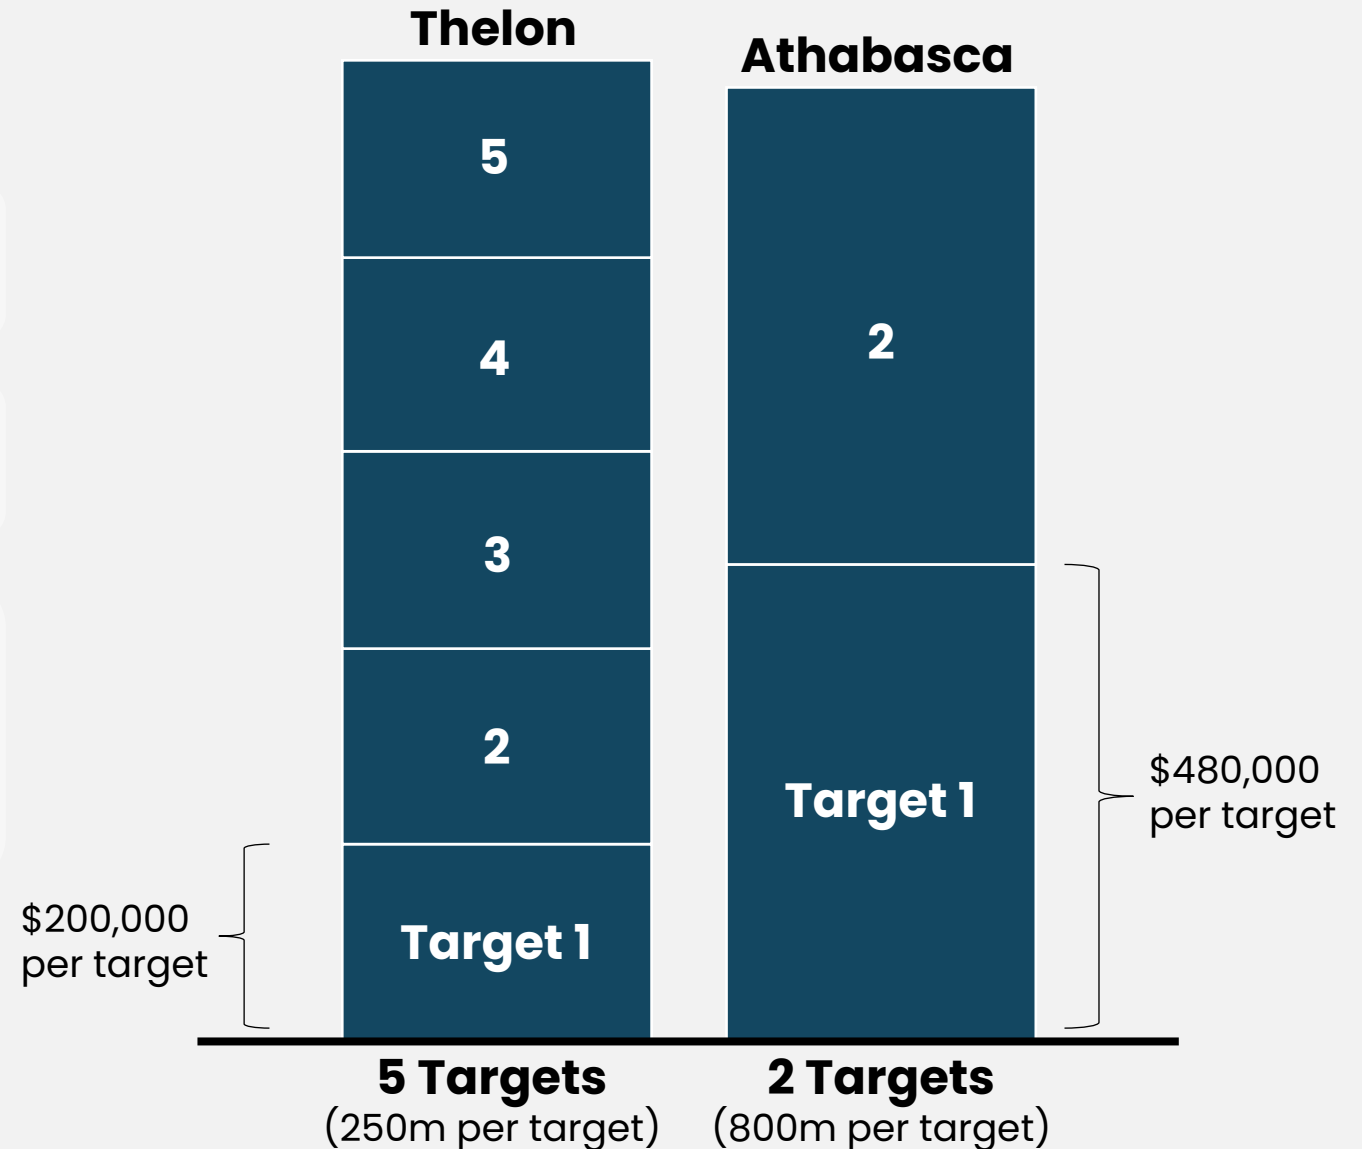 Thelon
Athabasca
5
4
3
2
Target 1
2
Target 1
$200,000
per target
$480,000
per target
5 Targets
(250m per target)
2 Targets
(800m per target)